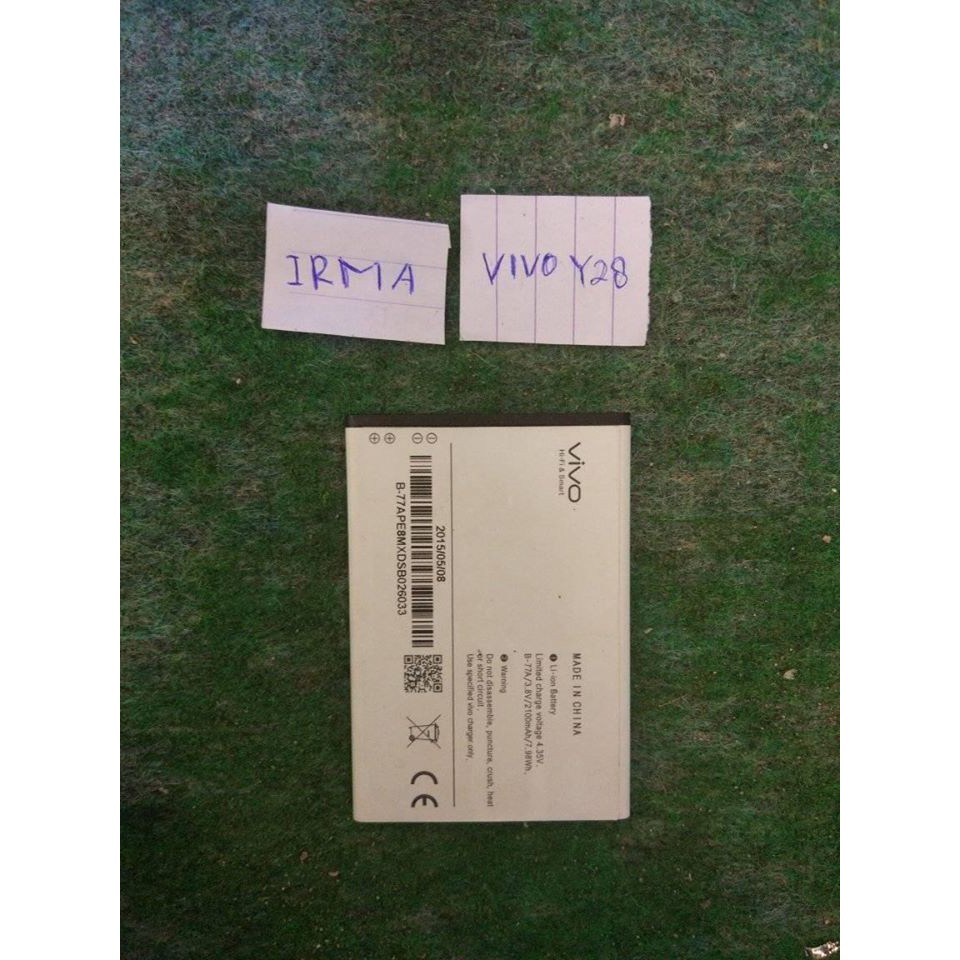 IRMA
VIVO Y28
vivo
Hi-Fi & Smart
MADE IN CHINA
Li-ion Battery
Limited charge voltage 4.35V.
B-77A/3.8V/2100mAh/7.98Wh.
Warning
Do not disassemble, puncture, crush, heat
or short circuit.
Use specified vivo charger only.
2015/05/08
B-77APE8MXDSB026033
CE